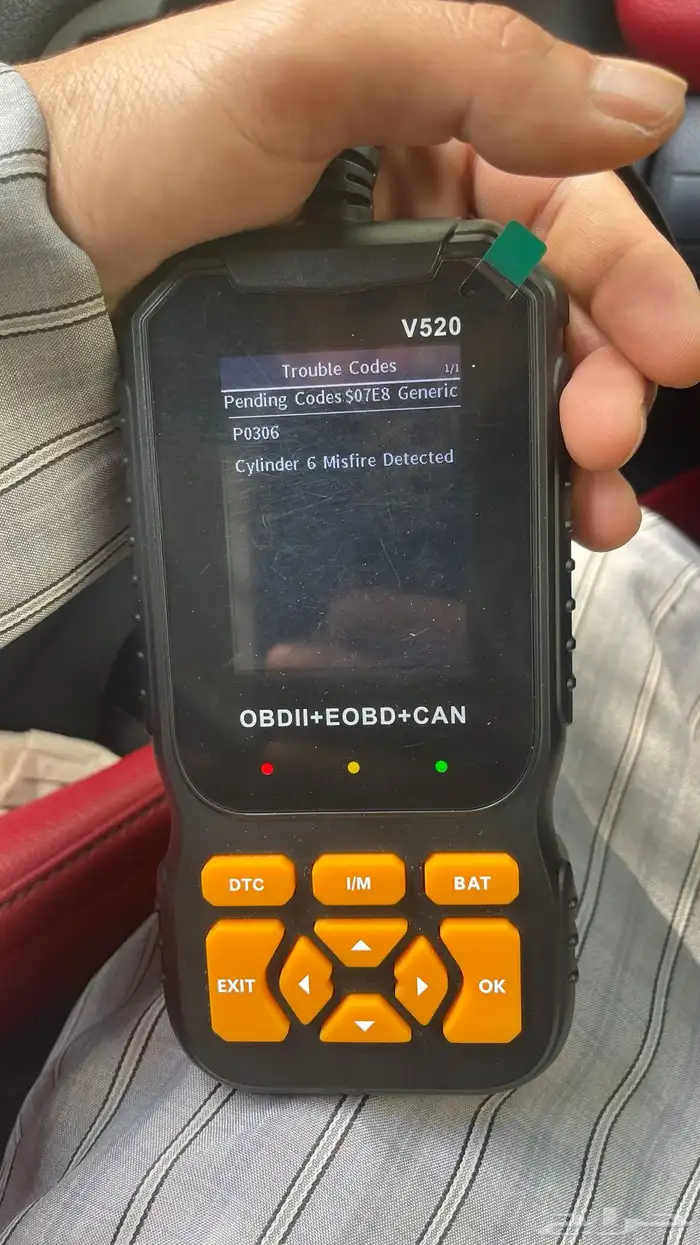 V520
Trouble Codes 1/1
Pending Codes $07E8 Generic
P0306
Cylinder 6 Misfire Detected
OBDII+EOBD+CAN
DTC I/M BAT
EXIT OK
حراج